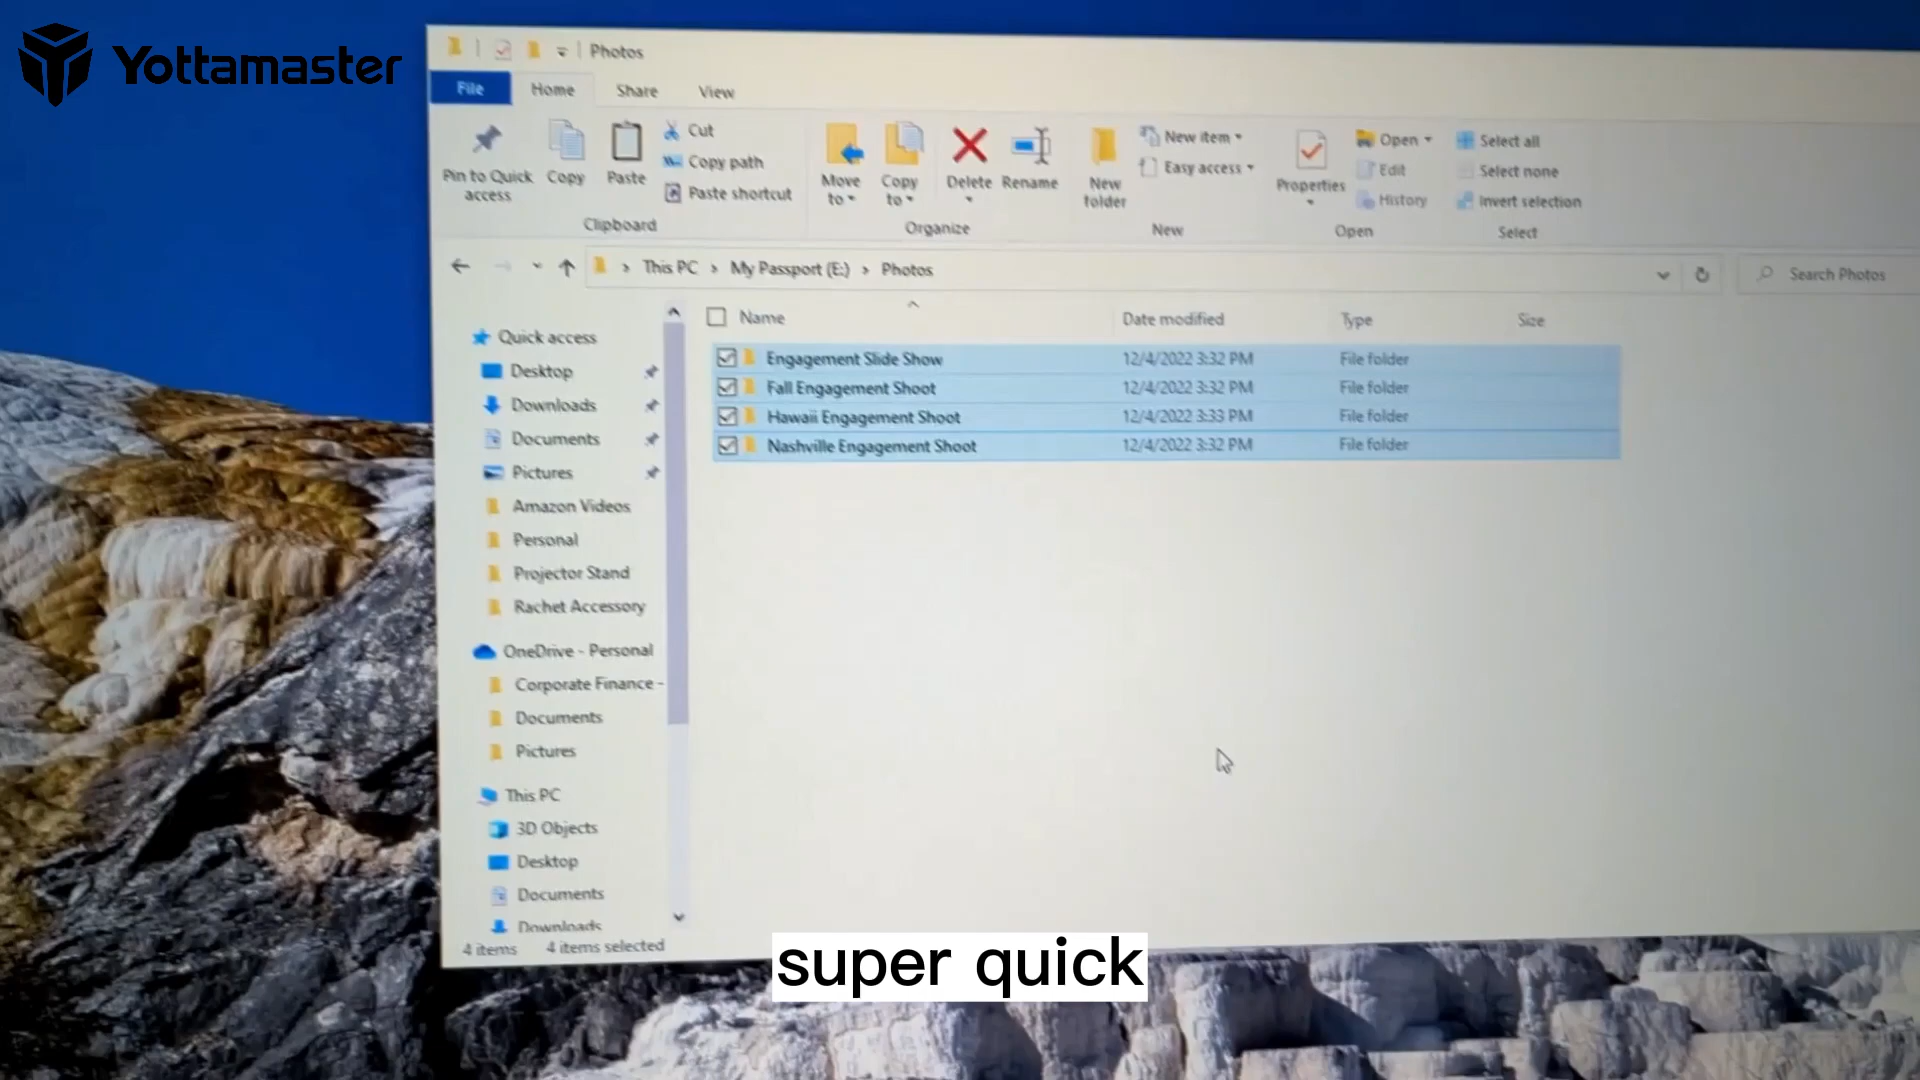 Yottamaster
Photos
File Home Share View
Pin to Quick access
Copy
Paste
Cut
Copy path
Paste shortcut
Clipboard
Move to
Copy to
Delete
Rename
Organize
New folder
New item
Easy access
New
Properties
Open
Edit
History
Open
Select all
Select none
Invert selection
Select
This PC > My Passport (E:) > Photos
Search Photos
Name Date modified Type Size
Engagement Slide Show 12/4/2022 3:32 PM File folder
Fall Engagement Shoot 12/4/2022 3:32 PM File folder
Hawaii Engagement Shoot 12/4/2022 3:33 PM File folder
Nashville Engagement Shoot 12/4/2022 3:32 PM File folder
Quick access
Desktop
Downloads
Documents
Pictures
Amazon Videos
Personal
Projector Stand
Rachet Accessory
OneDrive - Personal
Corporate Finance -
Documents
Pictures
This PC
3D Objects
Desktop
Documents
Downloads
4 items 4 items selected
super quick